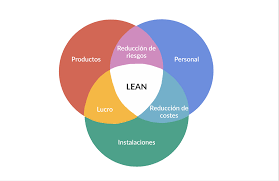 Reducción de
riesgos
Productos
Personal
LEAN
Lucro
Reducción de
costes
Instalaciones